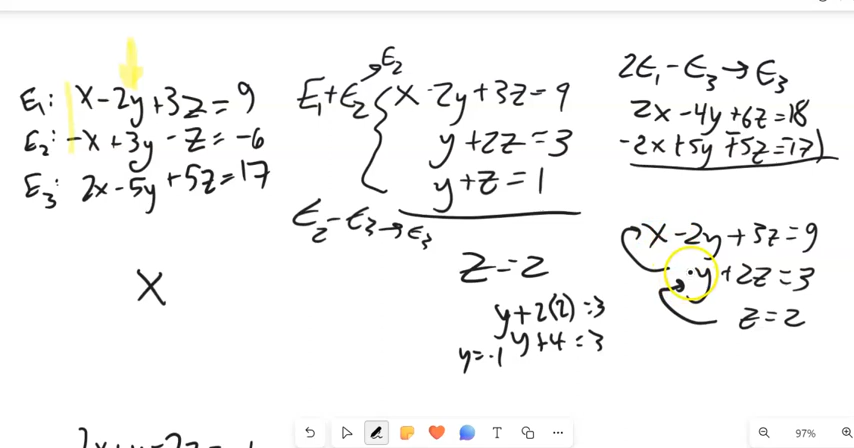 E₁: x - 2y + 3z = 9
E₂: -x + 3y - z = -6
E₃: 2x - 5y + 5z = 17
x
E₁ + E₂ → E₂
x - 2y + 3z = 9
y + 2z = 3
y + z = 1
E₂ - E₃ → E₃
z = 2
y + 2(2) = 3
y + 4 = 3
y = -1
2E₁ - E₃ → E₃
2x - 4y + 6z = 18
-2x + 5y - 5z = -17
x - 2y + 3z = 9
y + 2z = 3
z = 2
T
97%